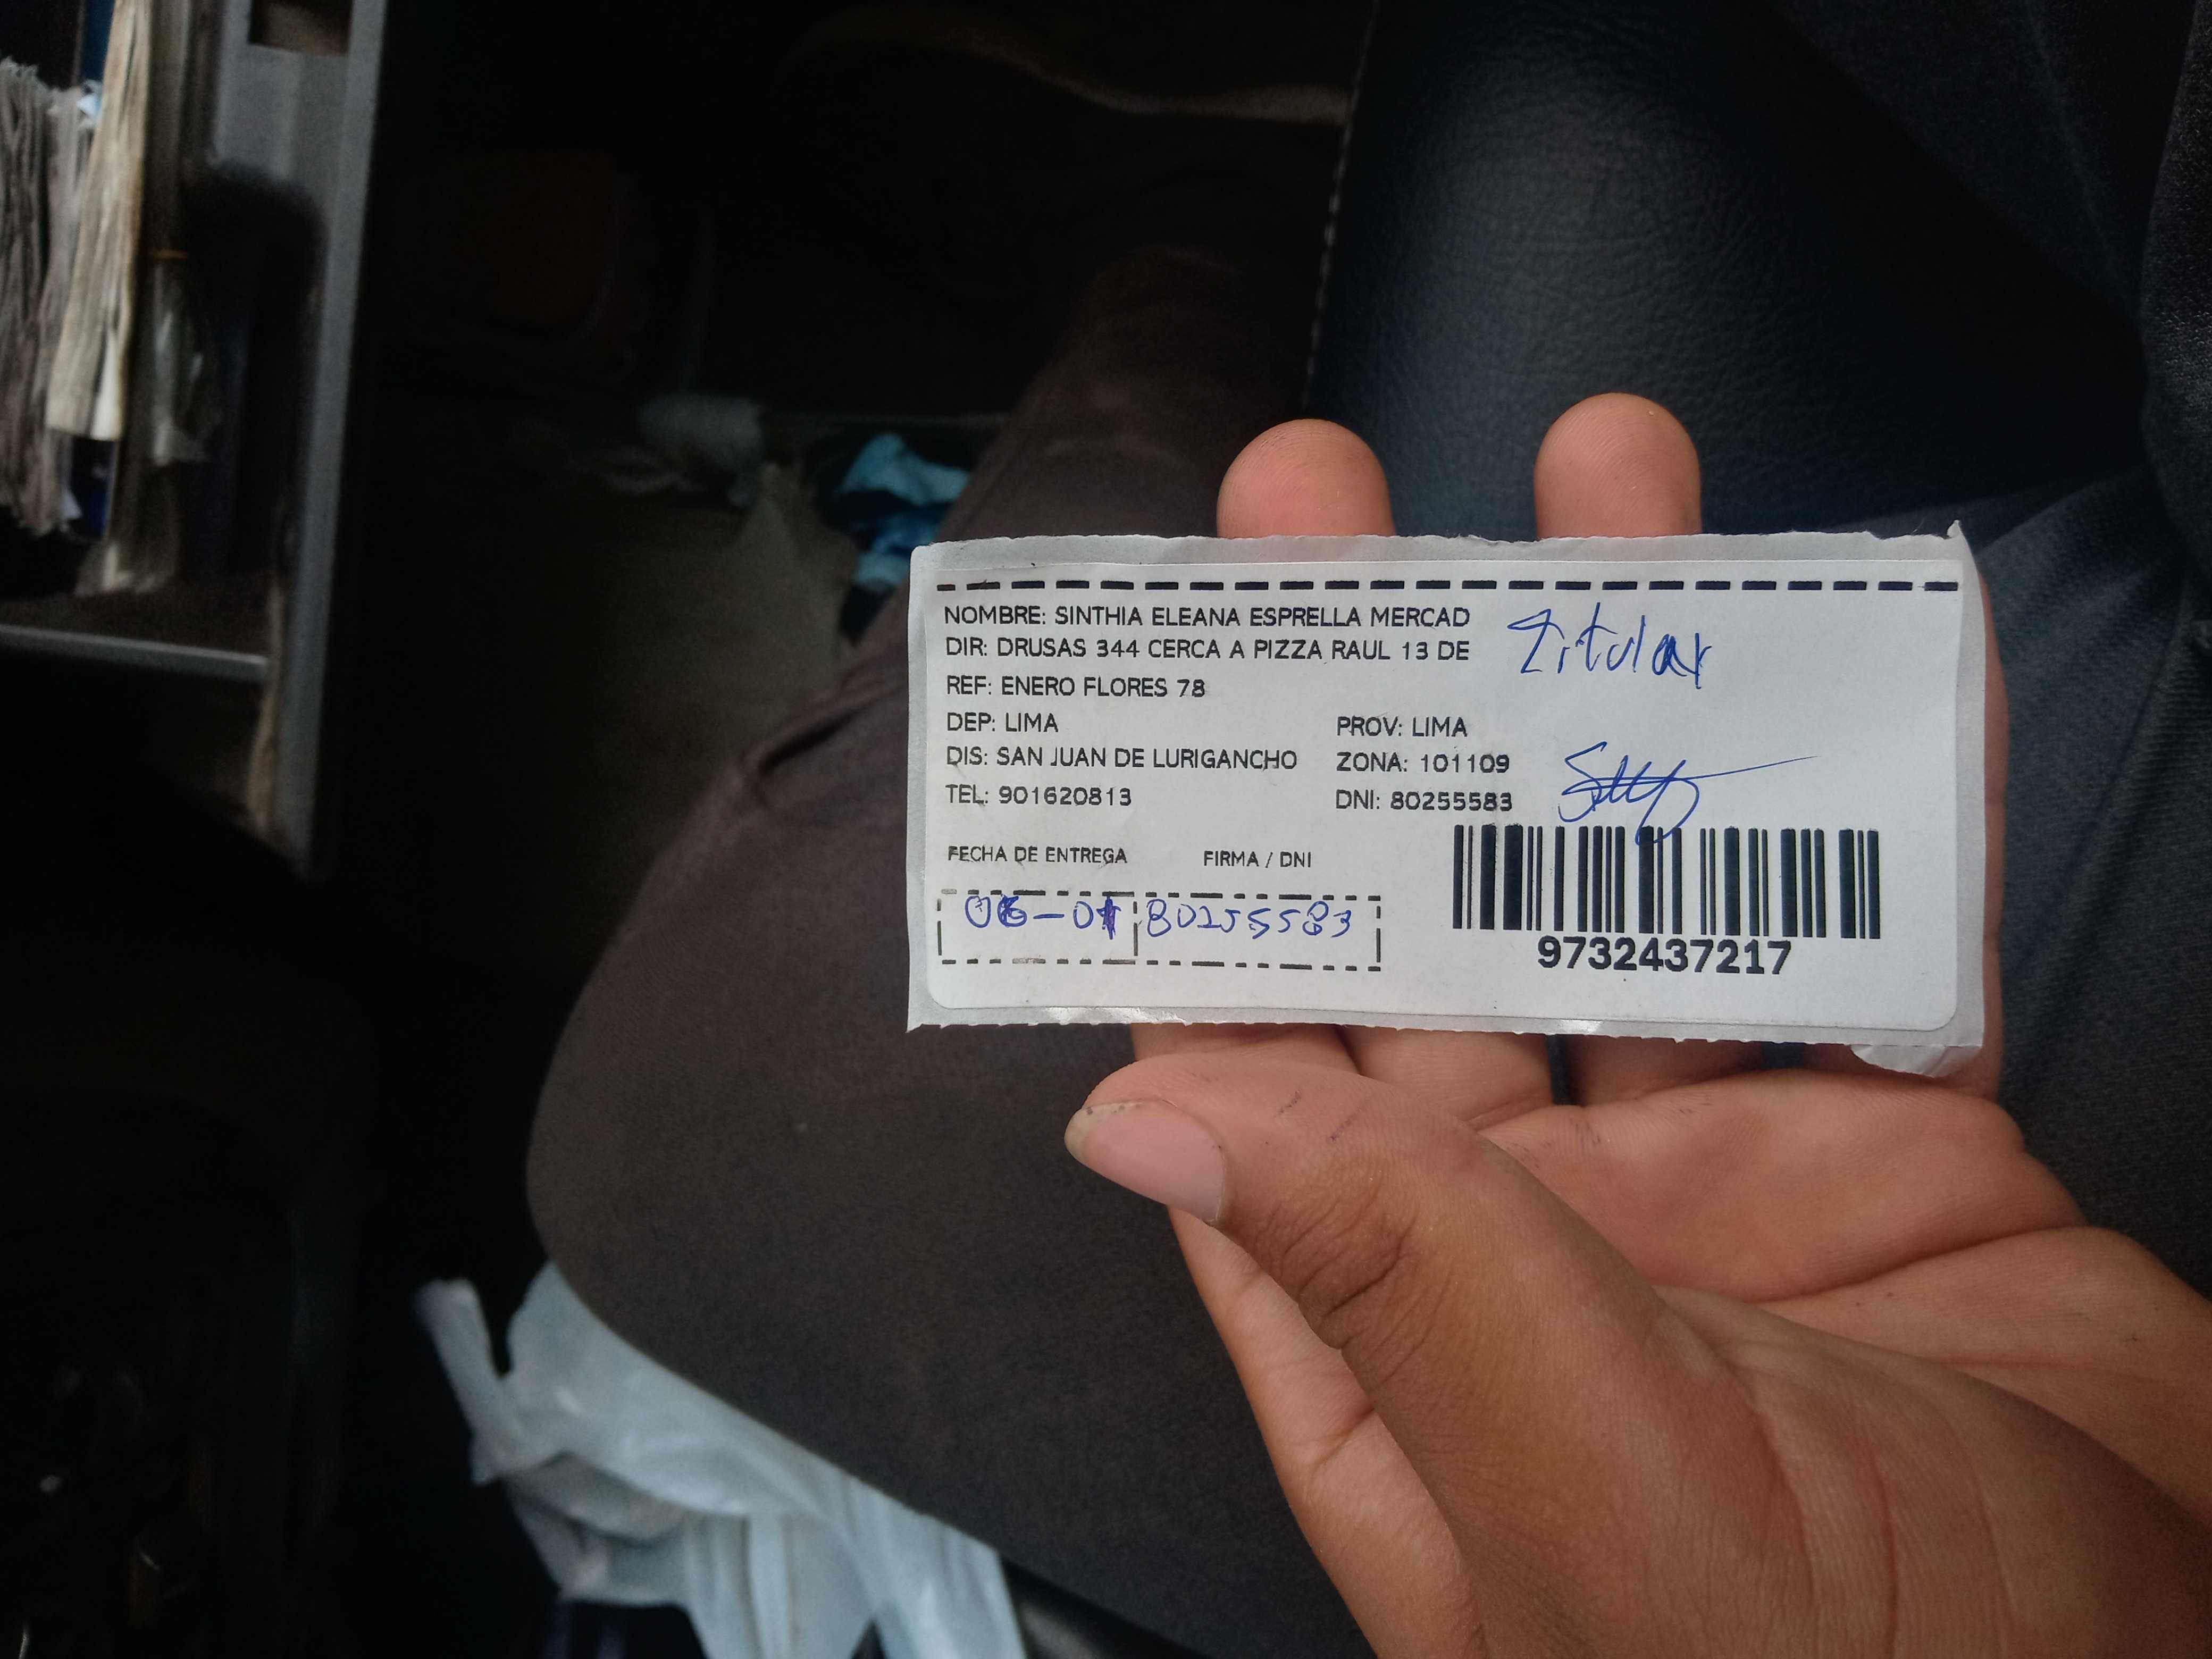 NOMBRE: SINTHIA ELEANA ESPRELLA MERCAD
DIR: DRUSAS 344 CERCA A PIZZA RAUL 13 DE
REF: ENERO FLORES 78
DEP: LIMA PROV: LIMA
DIS: SAN JUAN DE LURIGANCHO ZONA: 101109
TEL: 901620813 DNI: 80255583
Titular
FECHA DE ENTREGA FIRMA / DNI
80255583
9732437217